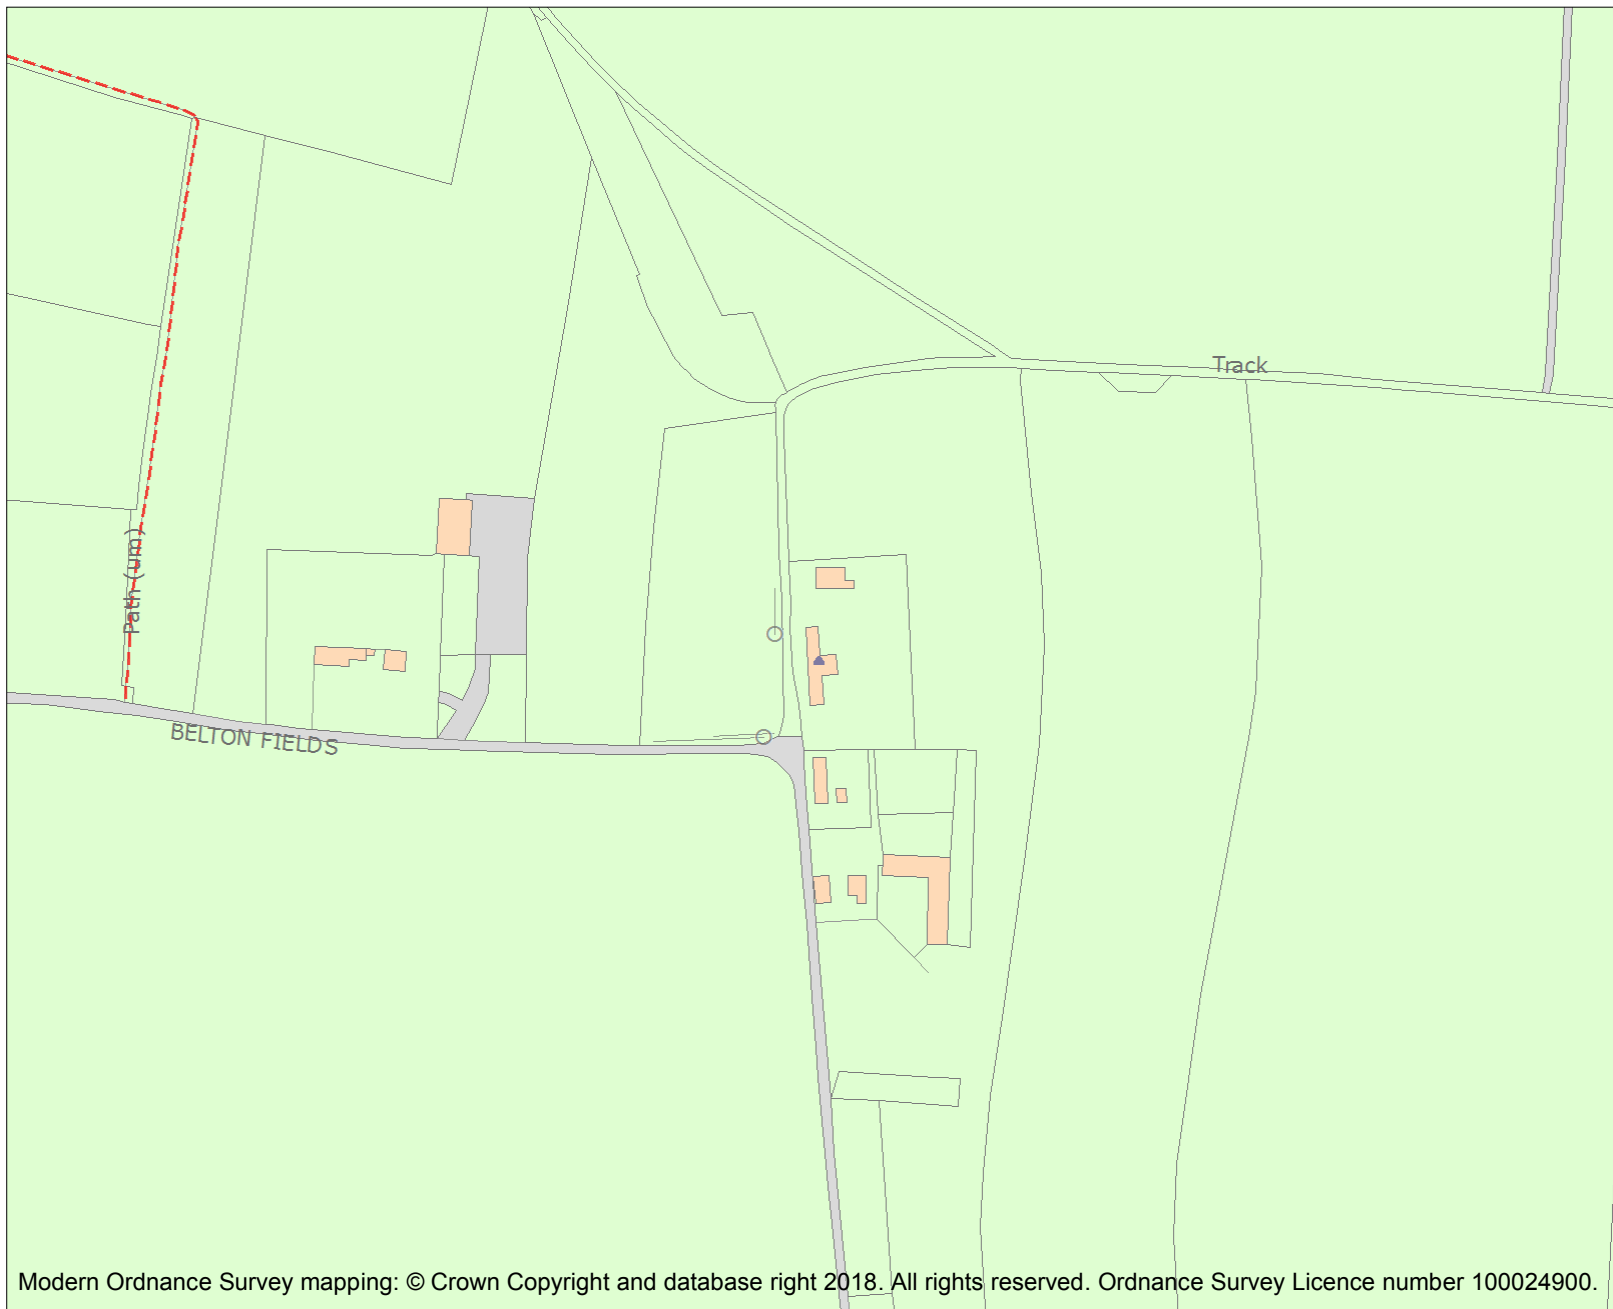 Track
Path (um)
BELTON FIELDS
Modern Ordnance Survey mapping: © Crown Copyright and database right 2018. All rights reserved. Ordnance Survey Licence number 100024900.